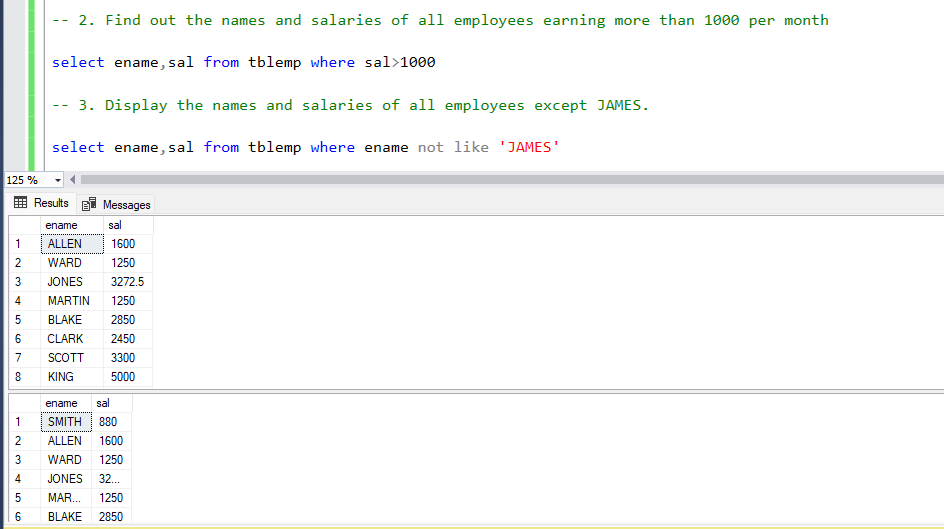 -- 2. Find out the names and salaries of all employees earning more than 1000 per month
select ename,sal from tblemp where sal>1000
-- 3. Display the names and salaries of all employees except JAMES.
select ename,sal from tblemp where ename not like 'JAMES'
125 %
Results Messages
ename sal
1 ALLEN 1600
2 WARD 1250
3 JONES 3272.5
4 MARTIN 1250
5 BLAKE 2850
6 CLARK 2450
7 SCOTT 3300
8 KING 5000
ename sal
1 SMITH 880
2 ALLEN 1600
3 WARD 1250
4 JONES 32...
5 MAR... 1250
6 BLAKE 2850